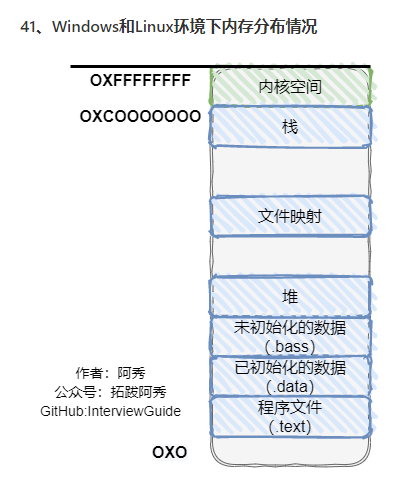 41、Windows和Linux环境下内存分布情况
OXFFFFFFFF
内核空间
OXCOOOOOOO
栈
文件映射
堆
未初始化的数据
(.bass)
已初始化的数据
(.data)
程序文件
(.text)
作者：阿秀
公众号：拓跋阿秀
GitHub:InterviewGuide
OXO